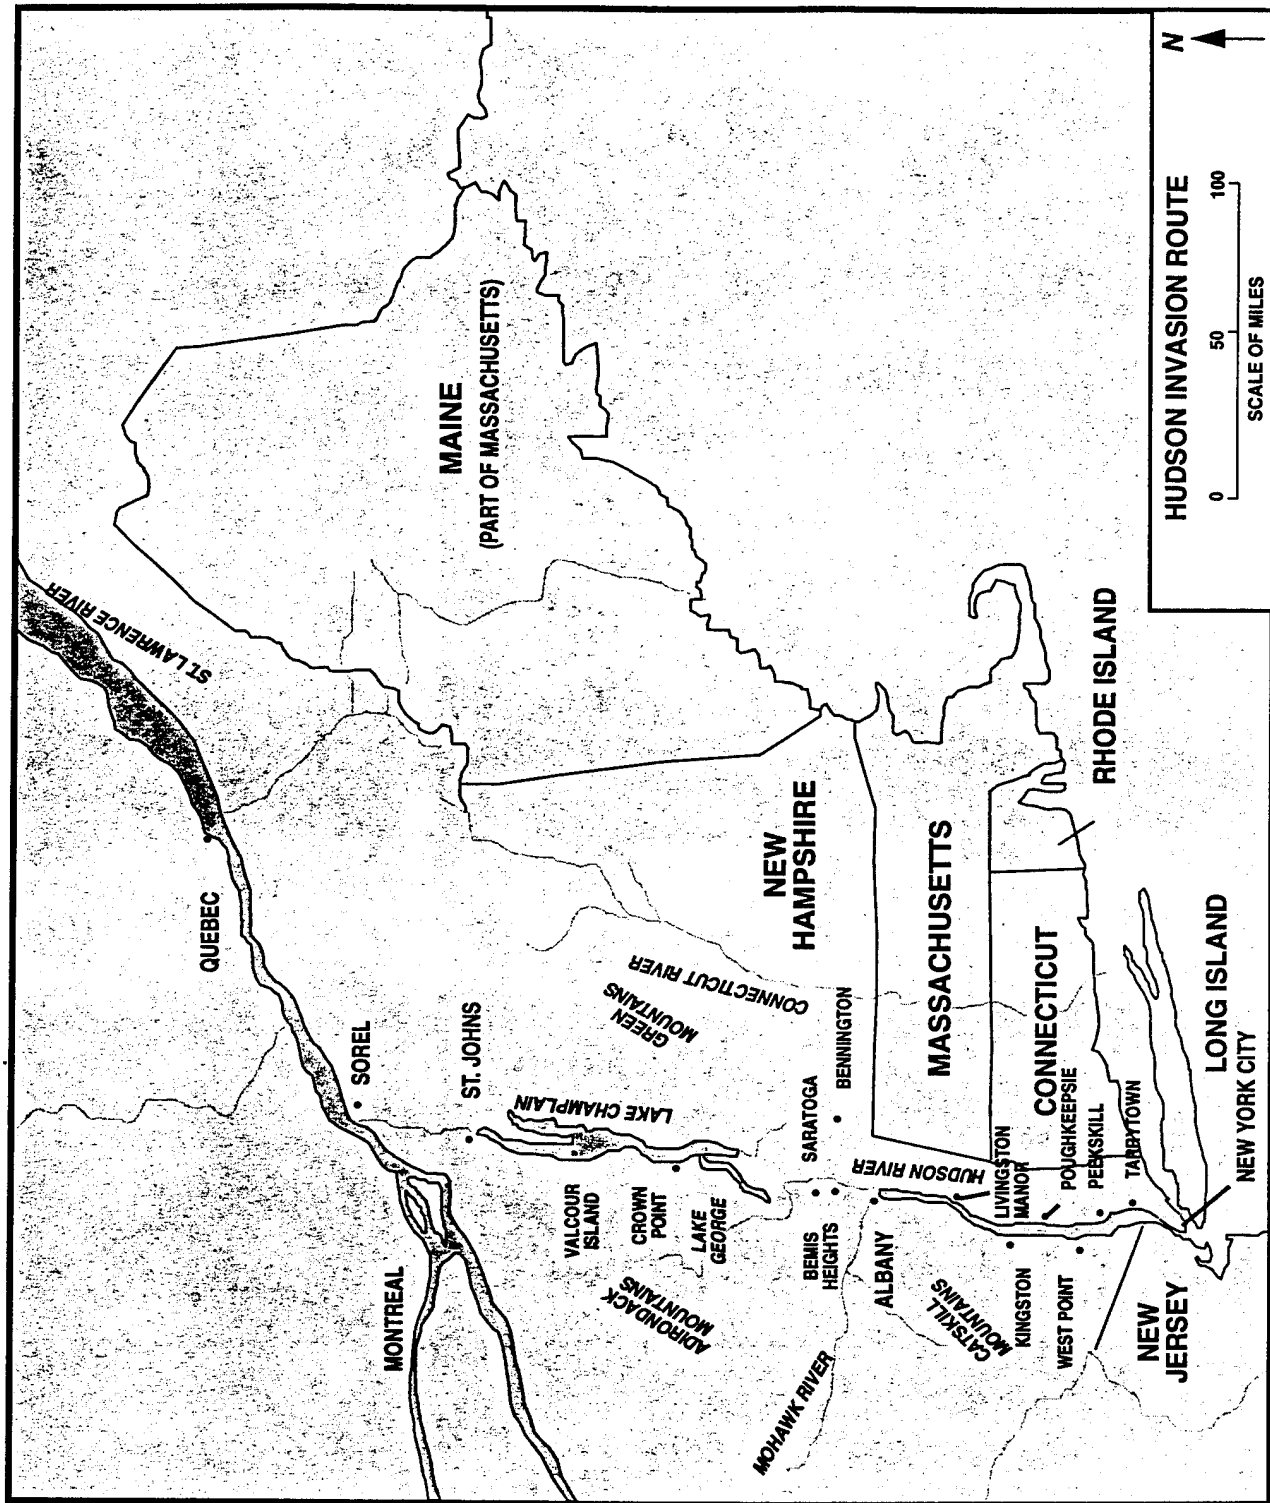 ST. LAWRENCE RIVER
QUEBEC
MAINE
(PART OF MASSACHUSETTS)
MONTREAL
SOREL
ST. JOHNS
VALCOUR
ISLAND
LAKE CHAMPLAIN
CROWN
POINT
ADIRONDACK
MOUNTAINS
LAKE
GEORGE
GREEN
MOUNTAINS
CONNECTICUT RIVER
NEW
HAMPSHIRE
MOHAWK RIVER
BEMIS
HEIGHTS
SARATOGA
BENNINGTON
ALBANY
HUDSON RIVER
MASSACHUSETTS
CATSKILL
MOUNTAINS
LIVINGSTON
MANOR
KINGSTON
CONNECTICUT
POUGHKEEPSIE
WEST POINT
PEEKSKILL
TARRYTOWN
RHODE ISLAND
NEW
JERSEY
LONG ISLAND
NEW YORK CITY
N
HUDSON INVASION ROUTE
0 50 100
SCALE OF MILES